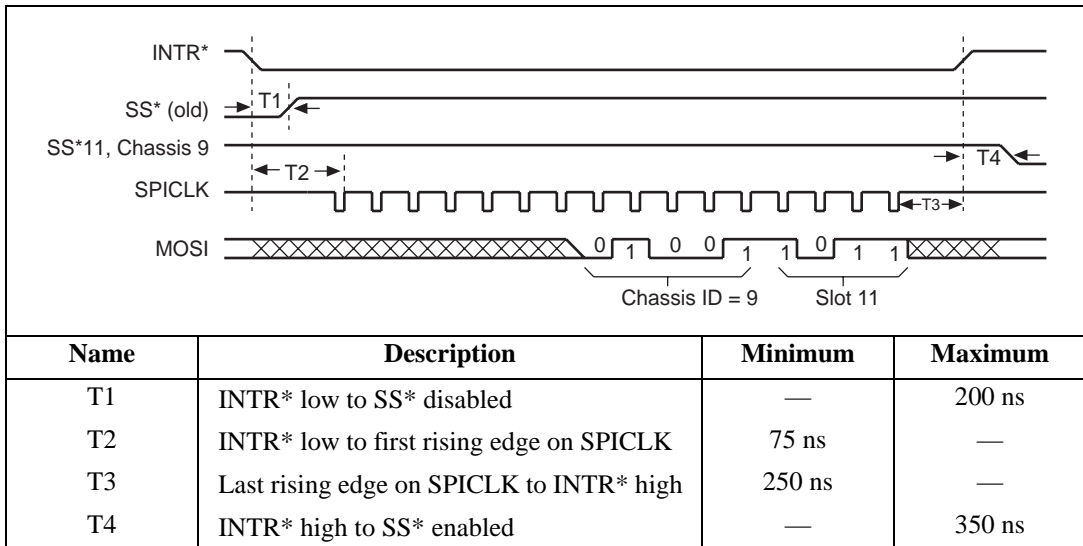 INTR*
T1
SS* (old)
SS*11, Chassis 9
T4
T2
SPICLK
T3
MOSI
0 1 0 0 1 1 0 1 1
Chassis ID = 9 Slot 11
Name Description Minimum Maximum
T1 INTR* low to SS* disabled — 200 ns
T2 INTR* low to first rising edge on SPICLK 75 ns —
T3 Last rising edge on SPICLK to INTR* high 250 ns —
T4 INTR* high to SS* enabled — 350 ns